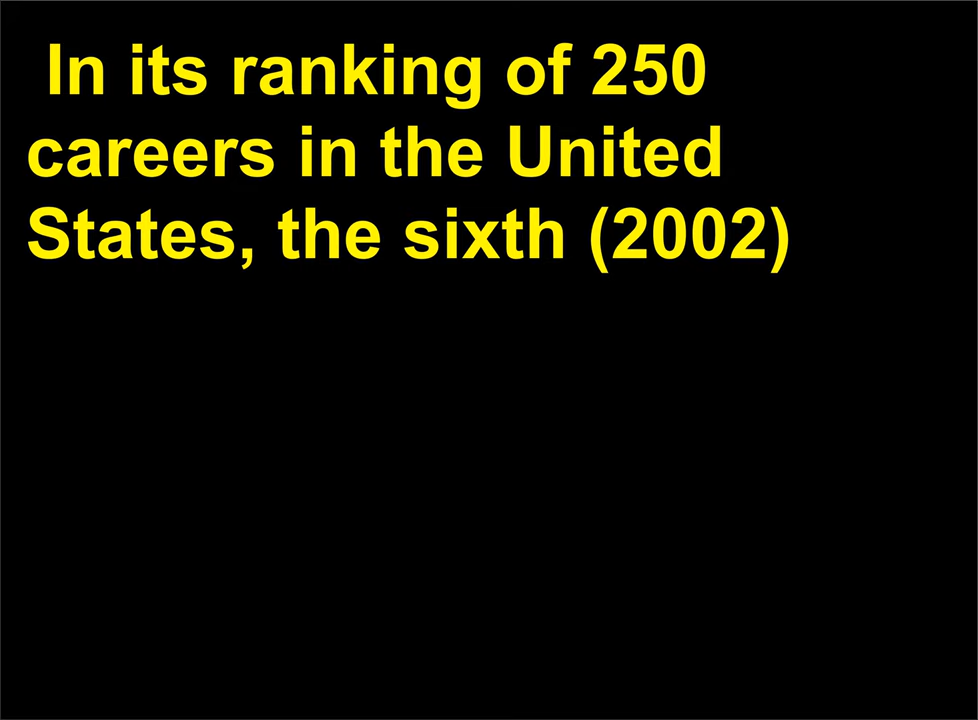 In its ranking of 250
careers in the United
States, the sixth (2002)